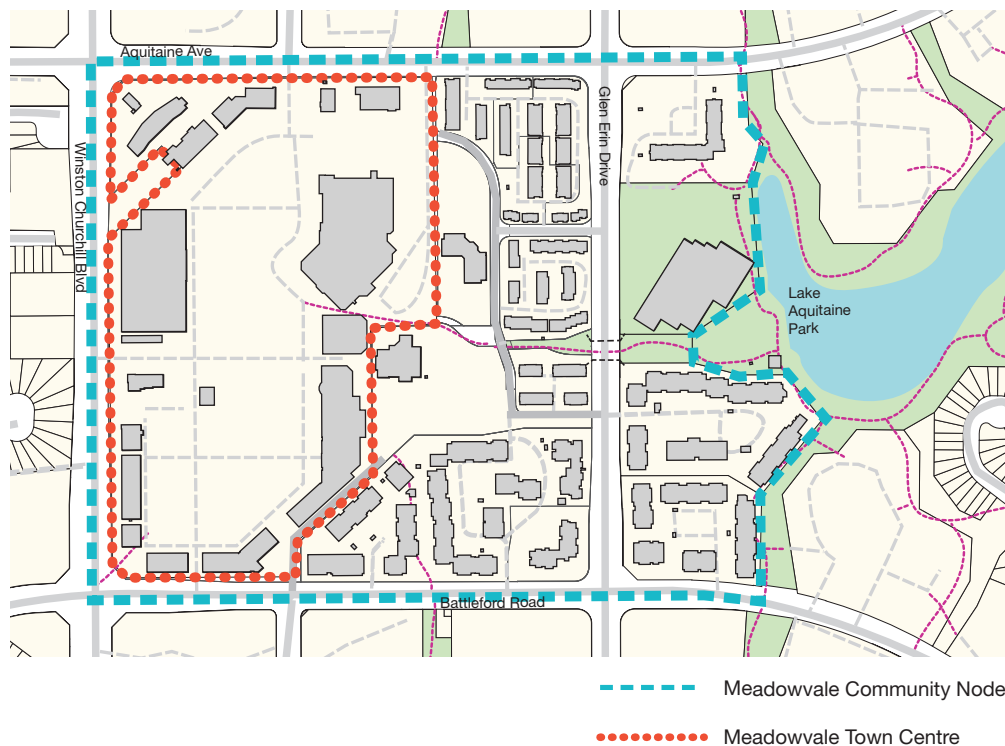 Aquitaine Ave
Glen Erin Drive
Winston Churchill Blvd
Lake
Aquitaine
Park
Battleford Road
Meadowvale Community Node
Meadowvale Town Centre